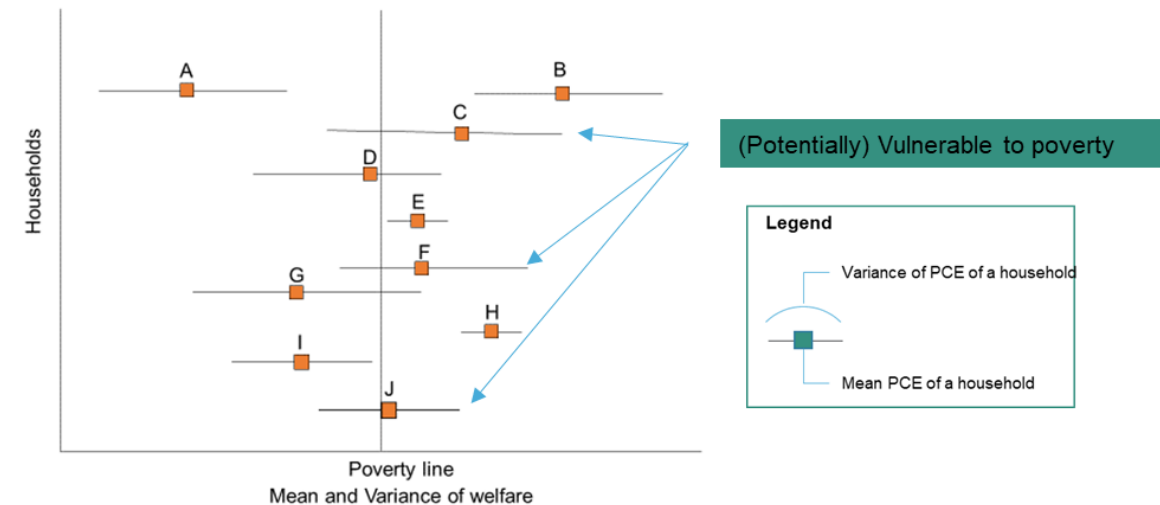 A
B
C
(Potentially) Vulnerable to poverty
D
Households
E
Legend
F
Variance of PCE of a household
G
H
I
Mean PCE of a household
J
Poverty line
Mean and Variance of welfare